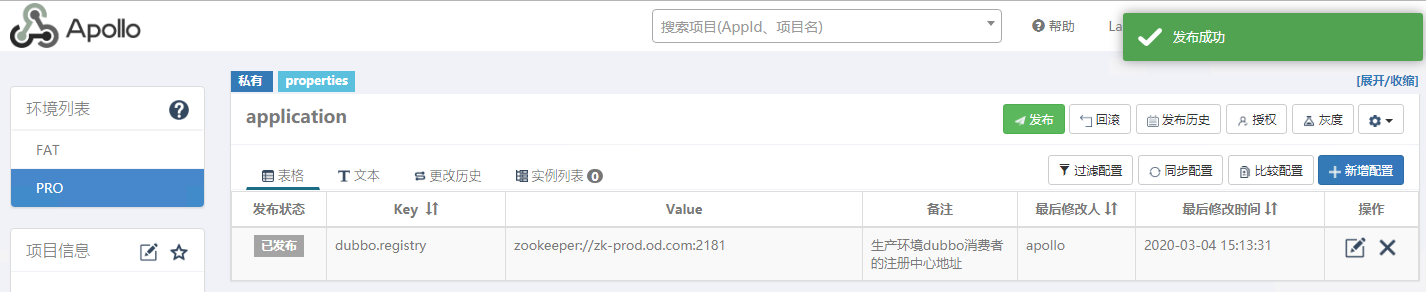 Apollo
搜索项目(AppId、项目名)
帮助
La
发布成功
私有
properties
[展开/收缩]
环境列表
FAT
PRO
项目信息
application
发布
回滚
发布历史
授权
灰度
表格
文本
更改历史
实例列表 0
过滤配置
同步配置
比较配置
新增配置
发布状态 Key Value 备注 最后修改人 最后修改时间 操作
已发布 dubbo.registry zookeeper://zk-prod.od.com:2181 生产环境dubbo消费者 apollo 2020-03-04 15:13:31
的注册中心地址